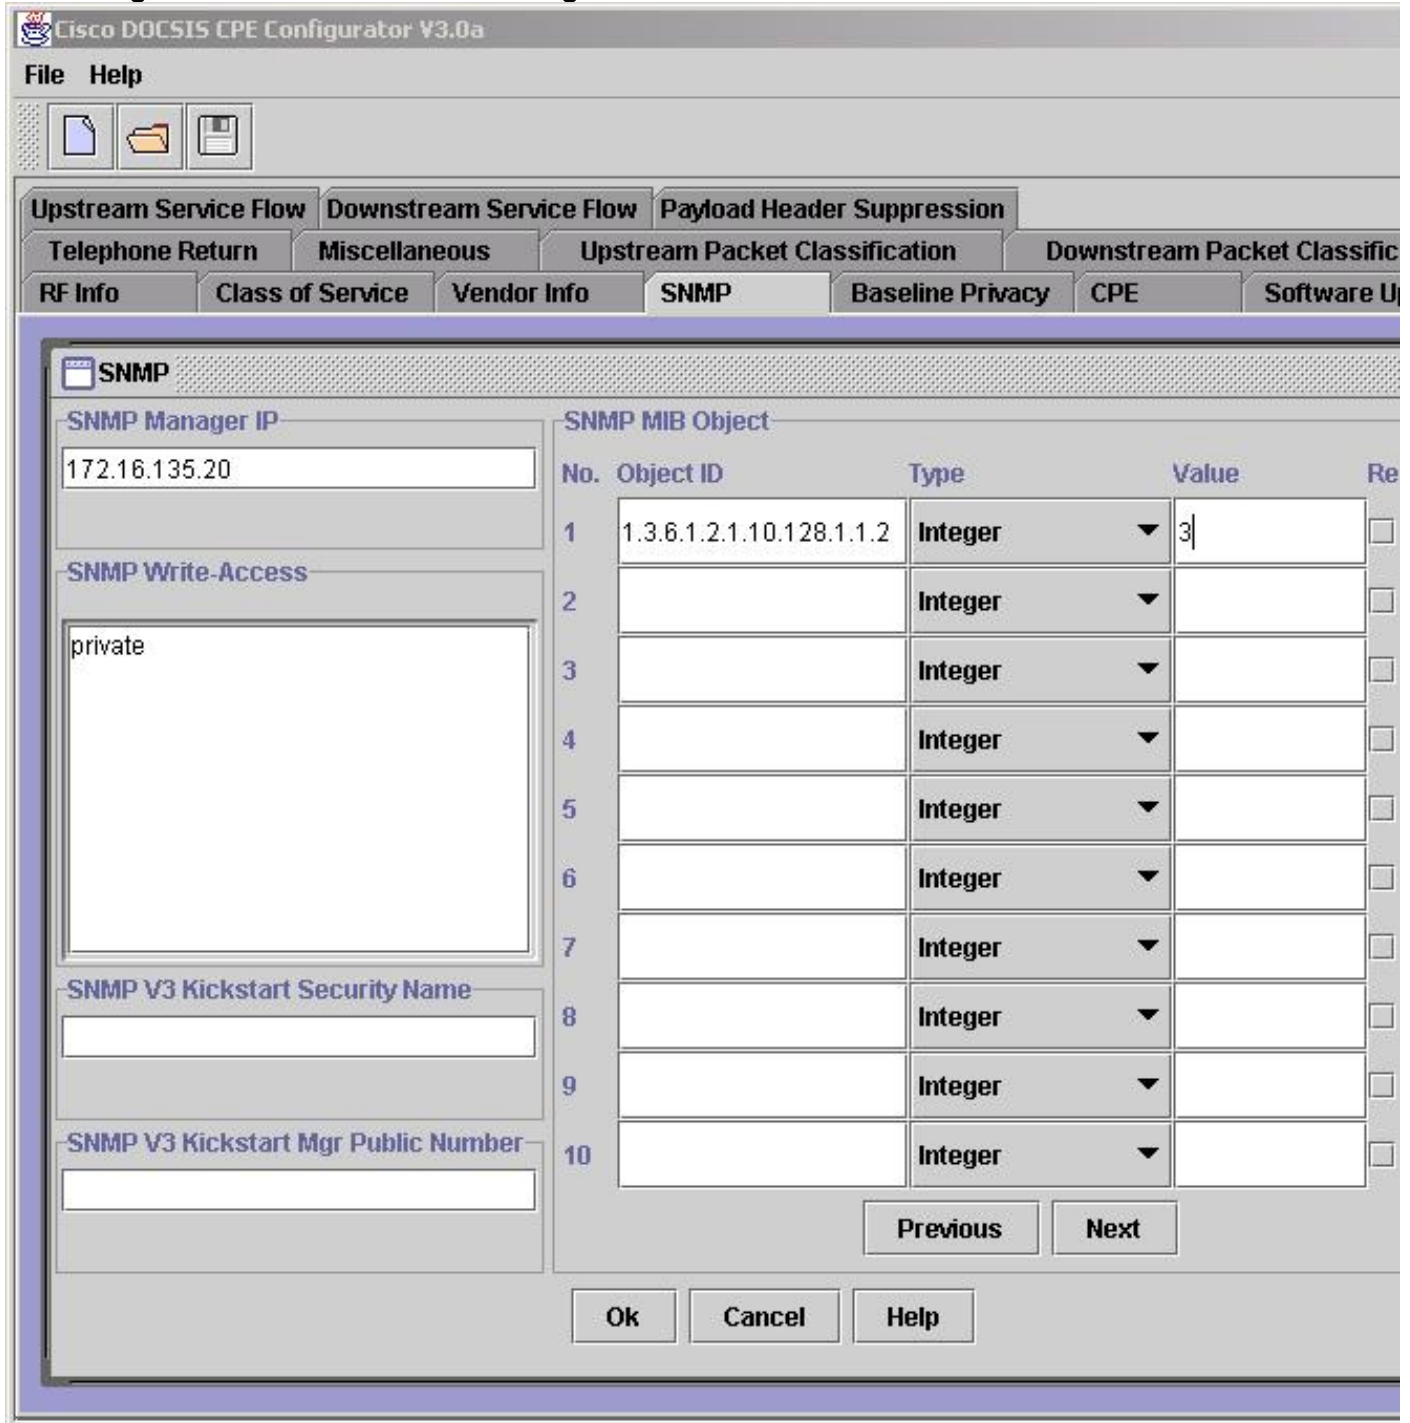 Cisco DOCSIS CPE Configurator V3.0a
File Help
Upstream Service Flow Downstream Service Flow Payload Header Suppression
Telephone Return Miscellaneous Upstream Packet Classification Downstream Packet Classific
RF Info Class of Service Vendor Info SNMP Baseline Privacy CPE Software U
SNMP
SNMP Manager IP
172.16.135.20
SNMP Write-Access
private
SNMP V3 Kickstart Security Name
SNMP V3 Kickstart Mgr Public Number
SNMP MIB Object
No. Object ID Type Value Re
1 1.3.6.1.2.1.10.128.1.1.2 Integer 3
2 Integer
3 Integer
4 Integer
5 Integer
6 Integer
7 Integer
8 Integer
9 Integer
10 Integer
Previous Next
Ok Cancel Help